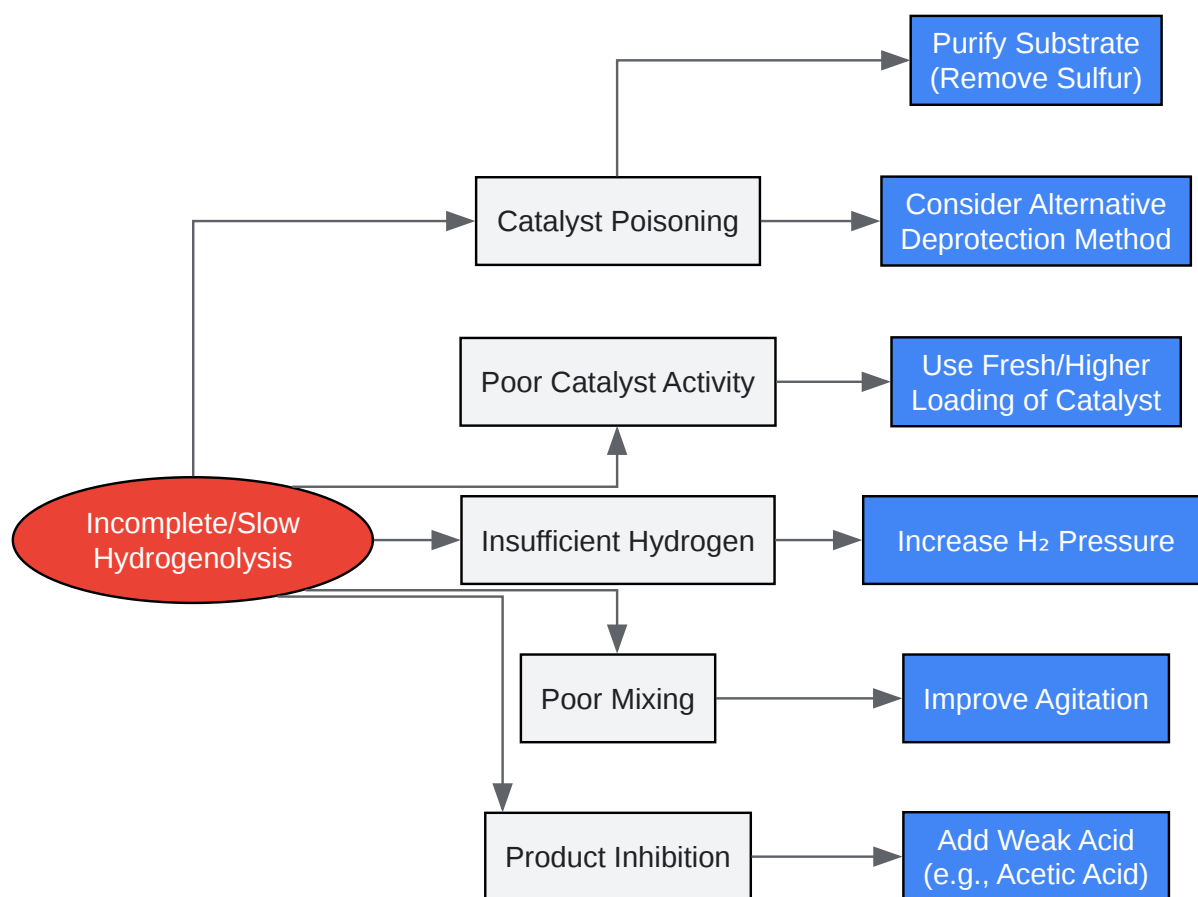 Purify Substrate
(Remove Sulfur)
Catalyst Poisoning
Consider Alternative
Deprotection Method
Poor Catalyst Activity
Use Fresh/Higher
Loading of Catalyst
Incomplete/Slow
Hydrogenolysis
Insufficient Hydrogen
Increase H₂ Pressure
Poor Mixing
Improve Agitation
Product Inhibition
Add Weak Acid
(e.g., Acetic Acid)